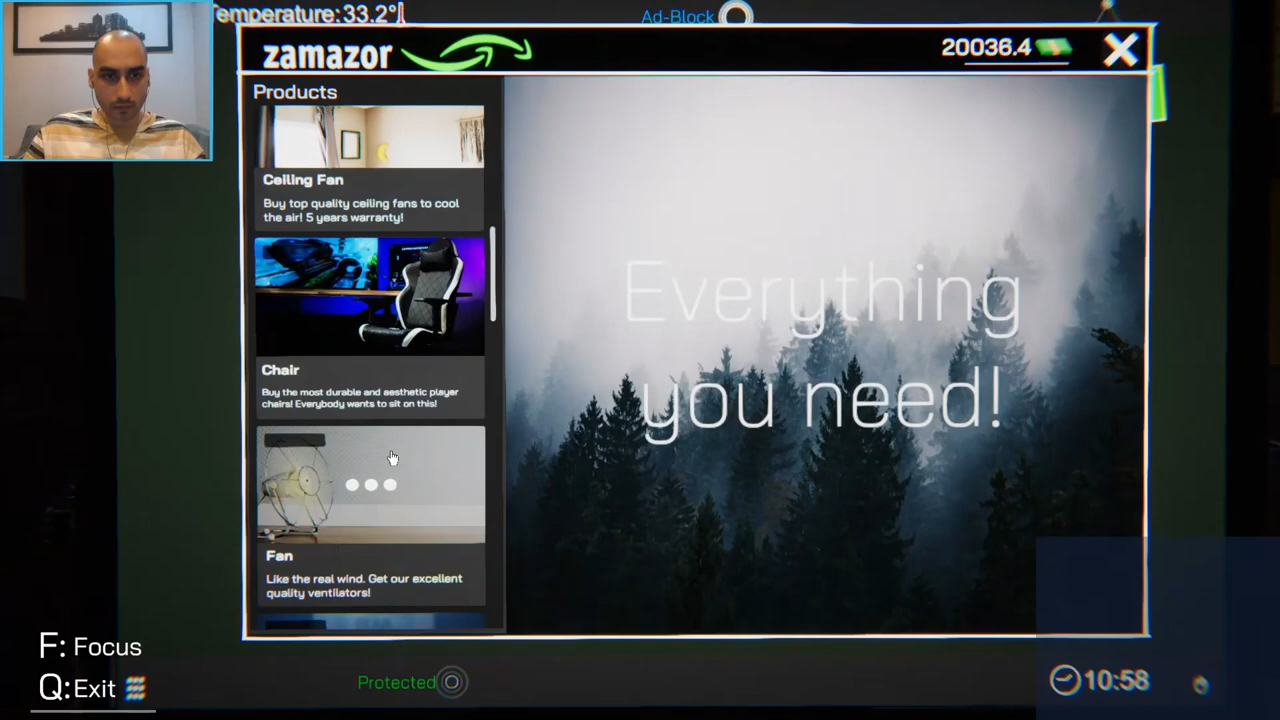 Temperature: 33.2°
Ad-Block
zamazor
20036.4
Products
Ceiling Fan
Buy top quality ceiling fans to cool
the air! 5 years warranty!
Chair
Buy the most durable and aesthetic player
chairs! Everybody wants to sit on this!
Fan
Like the real wind. Get our excellent
quality ventilators!
Everything
you need!
F: Focus
Q: Exit
Protected
10:58